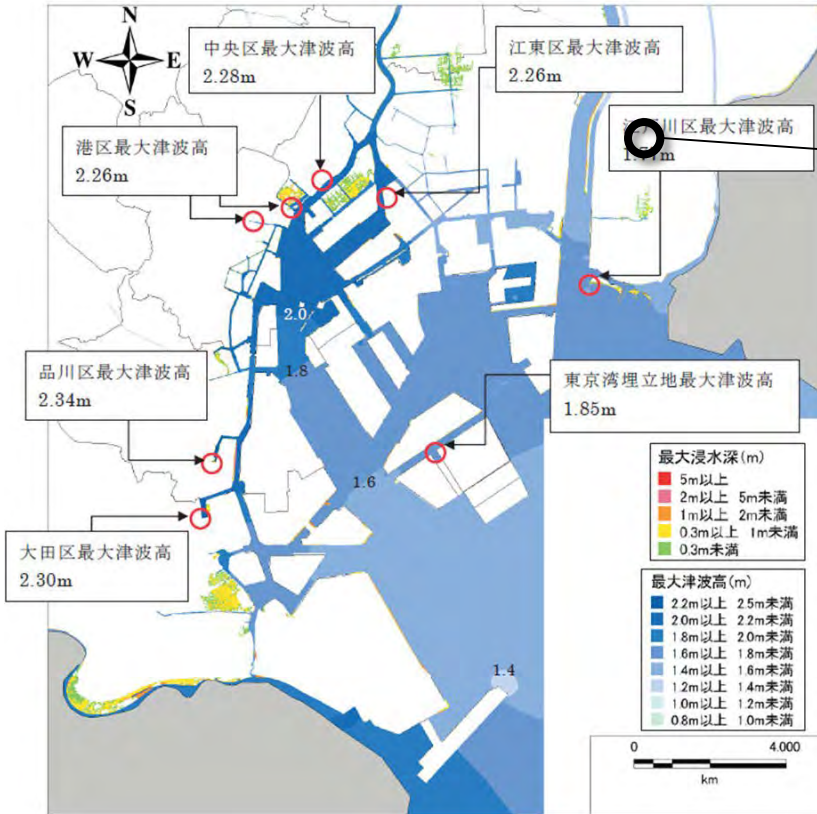 N
W E
S
中央区最大津波高
2.28m
江東区最大津波高
2.26m
江戸川区最大津波高
1.77m
港区最大津波高
2.26m
2.0
1.8
品川区最大津波高
2.34m
東京湾埋立地最大津波高
1.85m
1.6
大田区最大津波高
2.30m
1.4
最大浸水深(m)
5m以上
2m以上 5m未満
1m以上 2m未満
0.3m以上 1m未満
0.3m未満
最大津波高(m)
2.2m以上 2.5m未満
2.0m以上 2.2m未満
1.8m以上 2.0m未満
1.6m以上 1.8m未満
1.4m以上 1.6m未満
1.2m以上 1.4m未満
1.0m以上 1.2m未満
0.8m以上 1.0m未満
0 4,000
km